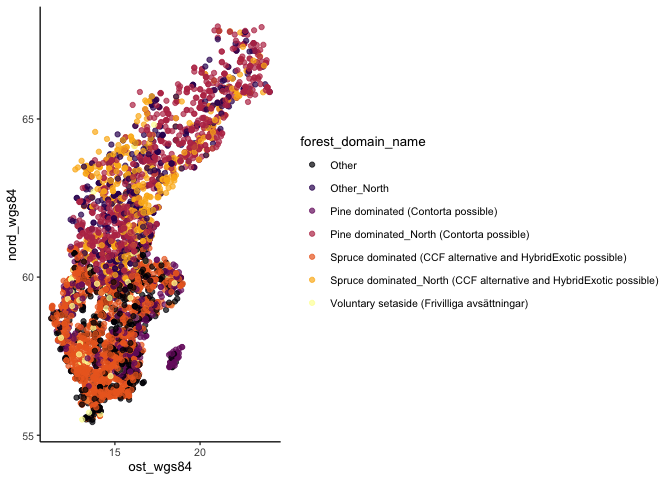 65
60
55
nord_wgs84
15
20
ost_wgs84
forest_domain_name
Other
Other_North
Pine dominated (Contorta possible)
Pine dominated_North (Contorta possible)
Spruce dominated (CCF alternative and HybridExotic possible)
Spruce dominated_North (CCF alternative and HybridExotic possible)
Voluntary setaside (Frivilliga avsättningar)